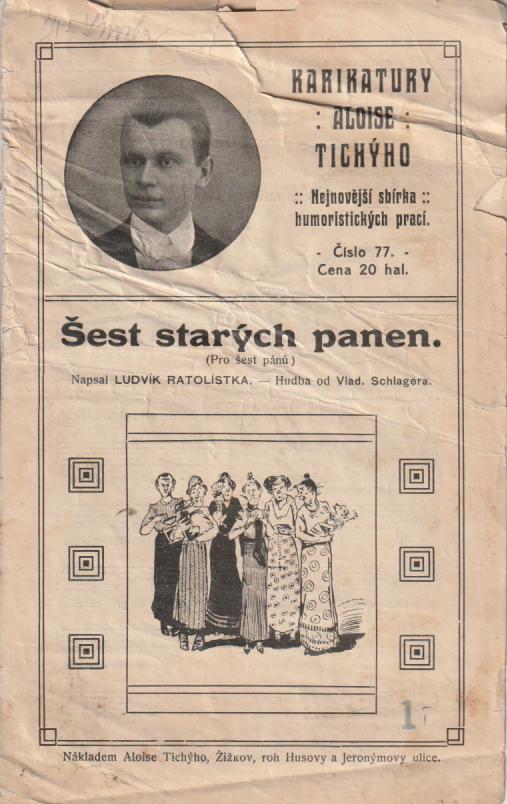 KARIKATURY
: ALOISE :
TICHÝHO
:: Nejnovější sbírka ::
humoristických prací.
- Číslo 77. -
Cena 20 hal.
Šest starých panen.
(Pro šest pánů)
Napsal LUDVÍK RATOLÍSTKA. — Hudba od Vlad. Schlagera.
1
Nákladem Aloise Tichýho, Žižkov, roh Husovy a Jeronýmovy ulice.